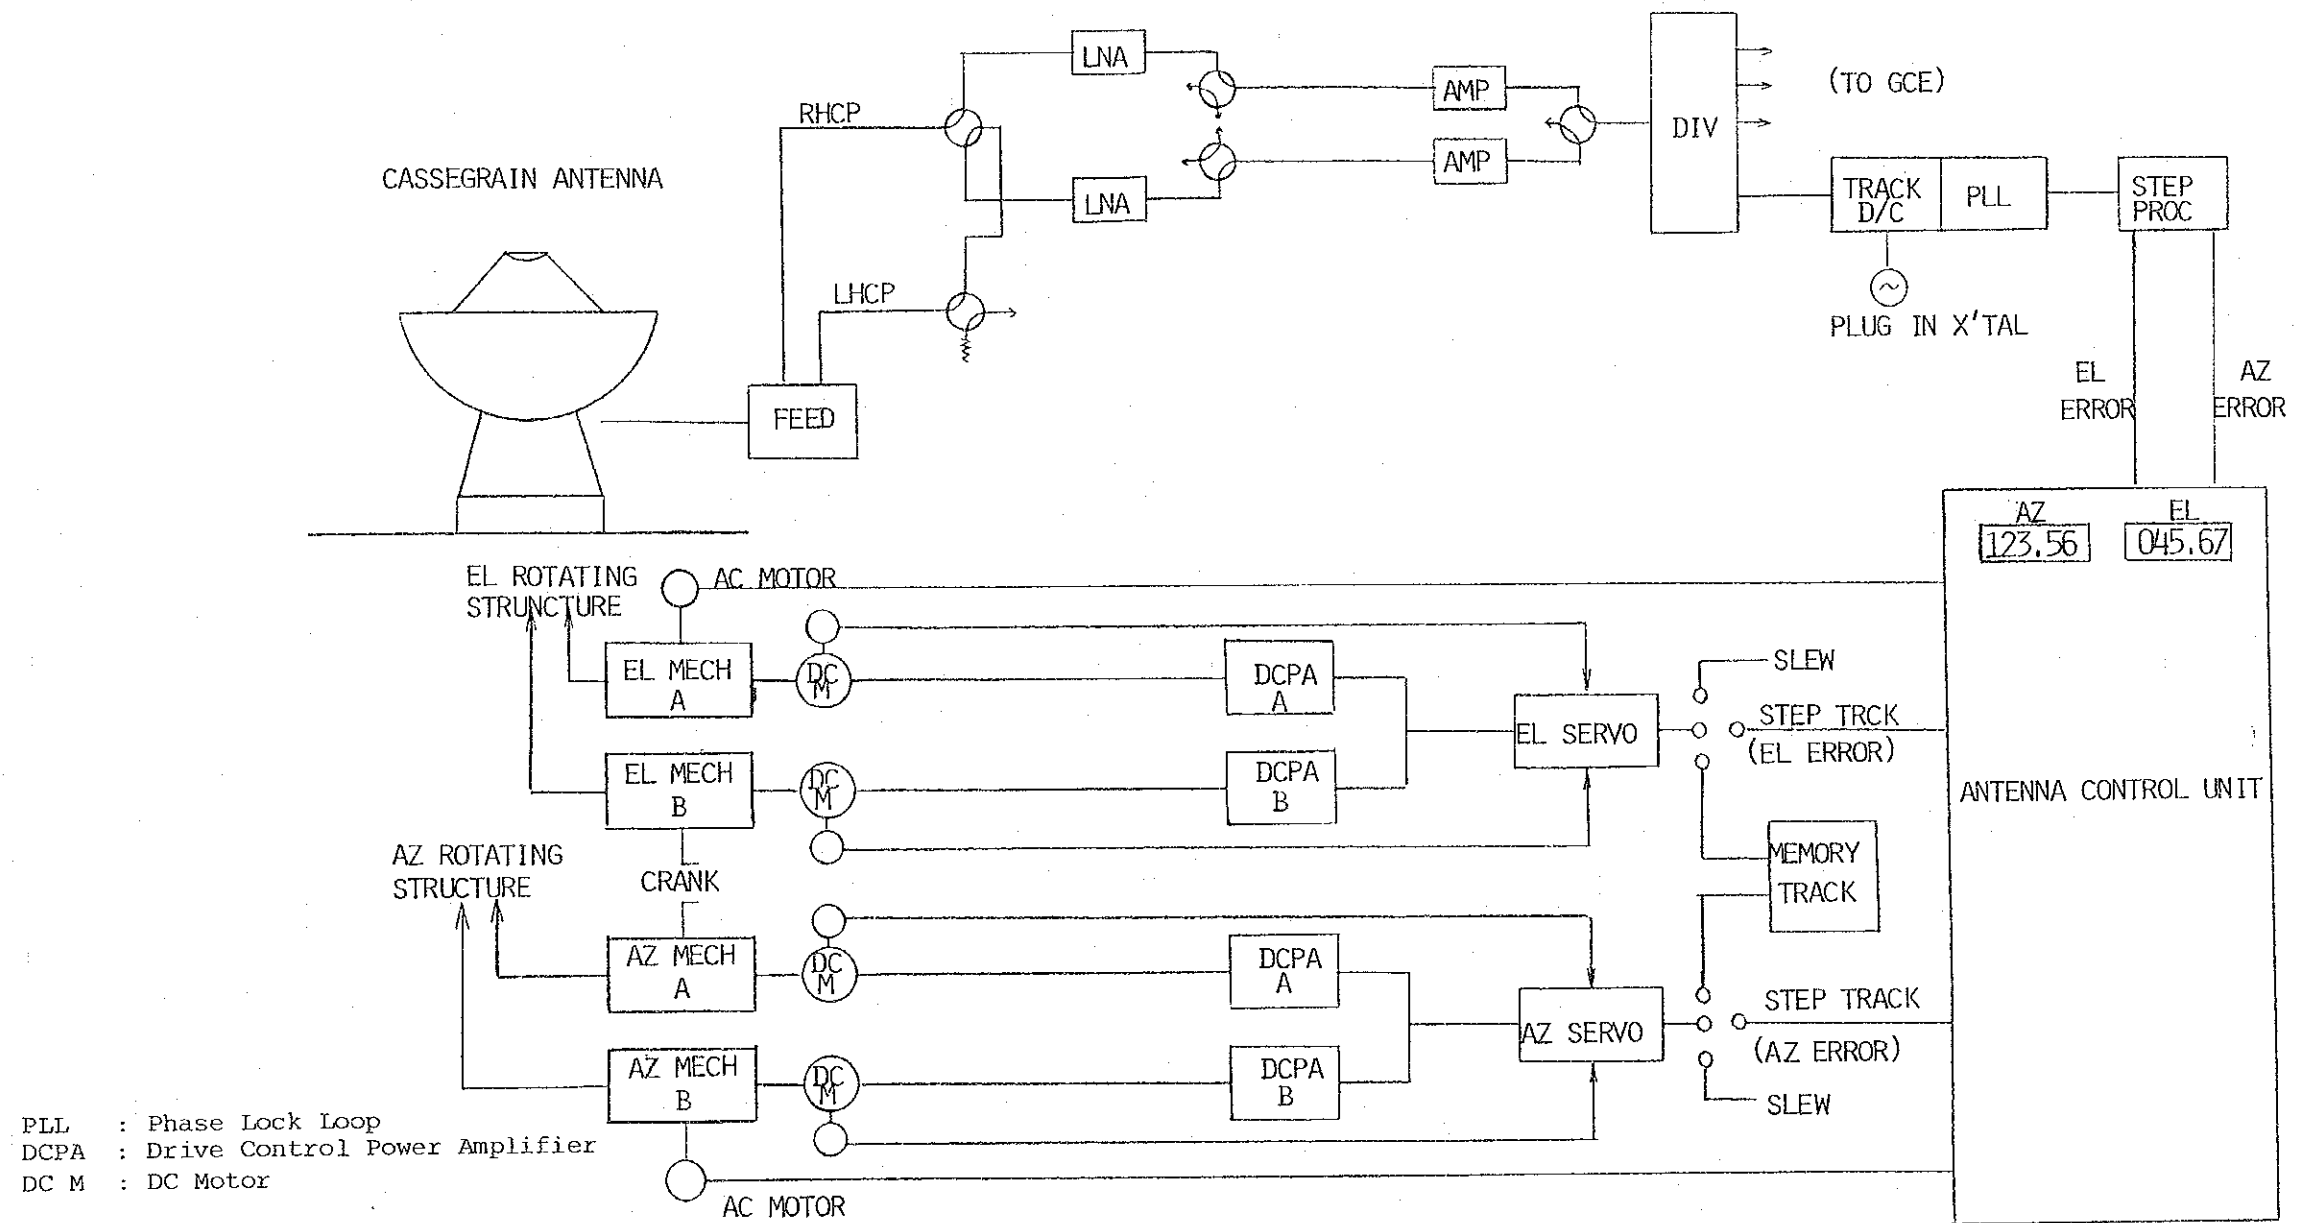 LNA
AMP
(TO GCE)
RHCP
DIV
AMP
CASSEGRAIN ANTENNA
LNA
TRACK
D/C
PLL
STEP
PROC
LHCP
PLUG IN X'TAL
EL
ERROR
AZ
ERROR
FEED
AZ
123.56
EL
045.67
EL ROTATING
STRUNCTURE
AC MOTOR
EL MECH
A
DC
M
DCPA
A
SLEW
EL SERVO
STEP TRCK
(EL ERROR)
EL MECH
B
DC
M
DCPA
B
ANTENNA CONTROL UNIT
AZ ROTATING
STRUCTURE
CRANK
MEMORY
TRACK
AZ MECH
A
DC
M
DCPA
A
STEP TRACK
(AZ ERROR)
AZ SERVO
AZ MECH
B
DC
M
DCPA
B
SLEW
AC MOTOR
PLL : Phase Lock Loop
DCPA : Drive Control Power Amplifier
DC M : DC Motor